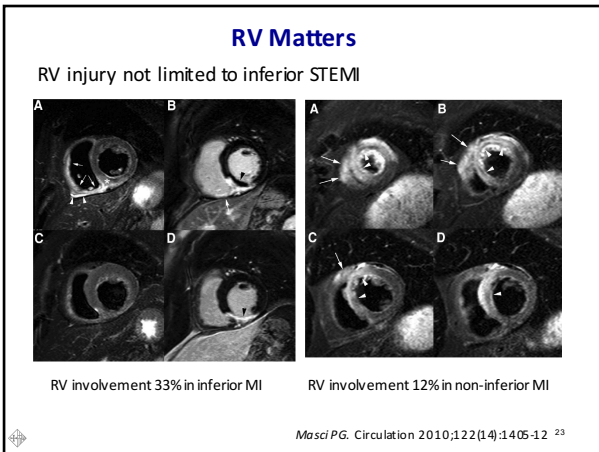 RV Matters
RV injury not limited to inferior STEMI
A
B
A
B
C
D
C
D
RV involvement 33% in inferior MI
RV involvement 12% in non-inferior MI
Masci PG. Circulation 2010;122(14):1405-12 23